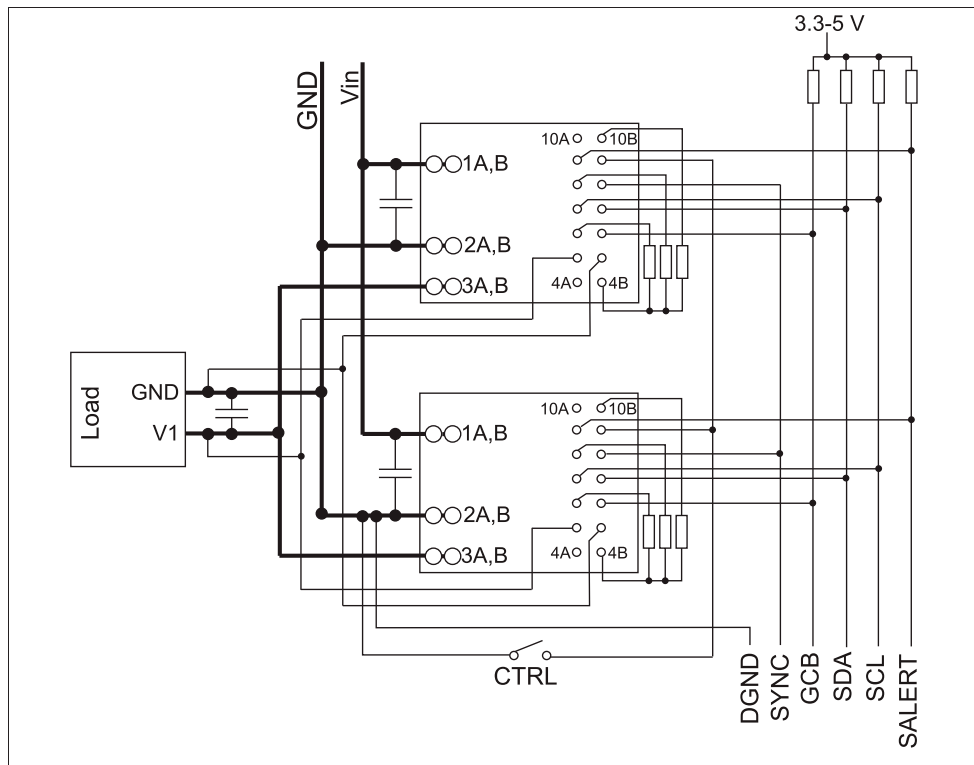 3.3-5 V
GND
Vin
10A
10B
1A,B
2A,B
3A,B
4A
4B
Load
GND
V1
10A
10B
1A,B
2A,B
3A,B
4A
4B
CTRL
DGND
SYNC
GCB
SDA
SCL
SALERT